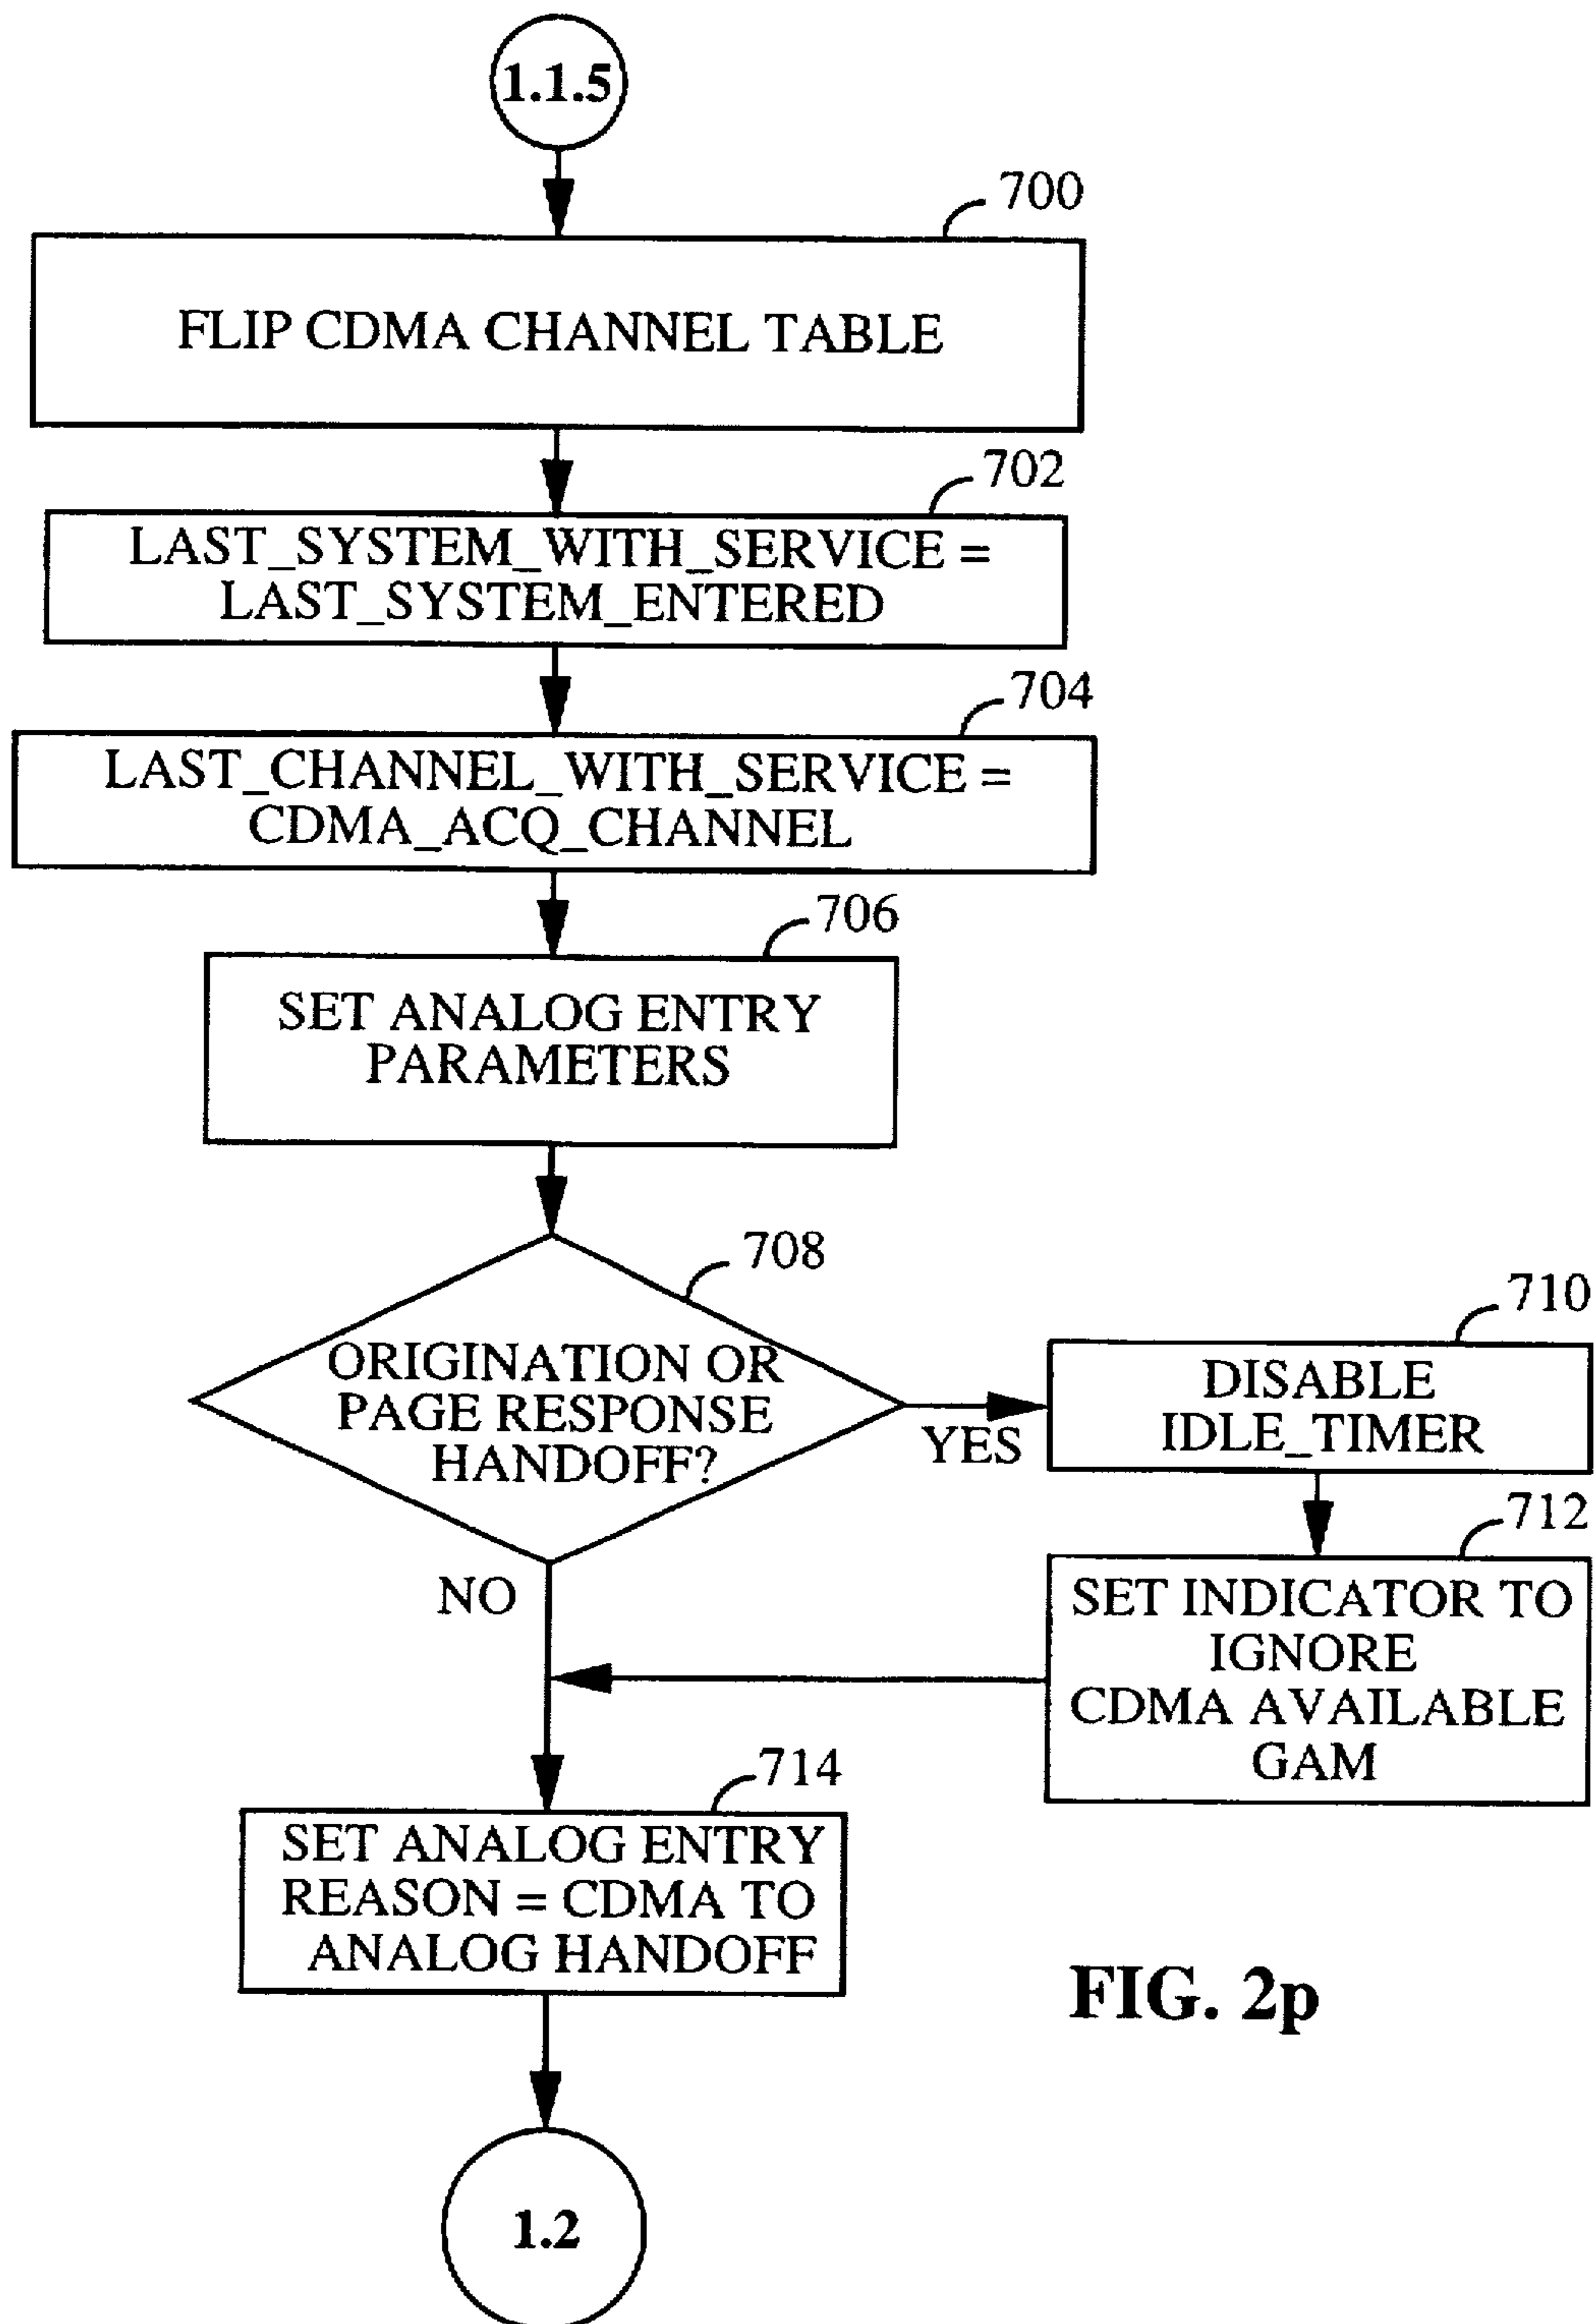 1.1.5
700
FLIP CDMA CHANNEL TABLE
702
LAST_SYSTEM_WITH_SERVICE =
LAST_SYSTEM_ENTERED
704
LAST_CHANNEL_WITH_SERVICE =
CDMA_ACQ_CHANNEL
706
SET ANALOG ENTRY
PARAMETERS
708
ORIGINATION OR
PAGE RESPONSE
HANDOFF?
YES
710
DISABLE
IDLE_TIMER
712
SET INDICATOR TO
IGNORE
CDMA AVAILABLE
GAM
NO
714
SET ANALOG ENTRY
REASON = CDMA TO
ANALOG HANDOFF
1.2
FIG. 2p